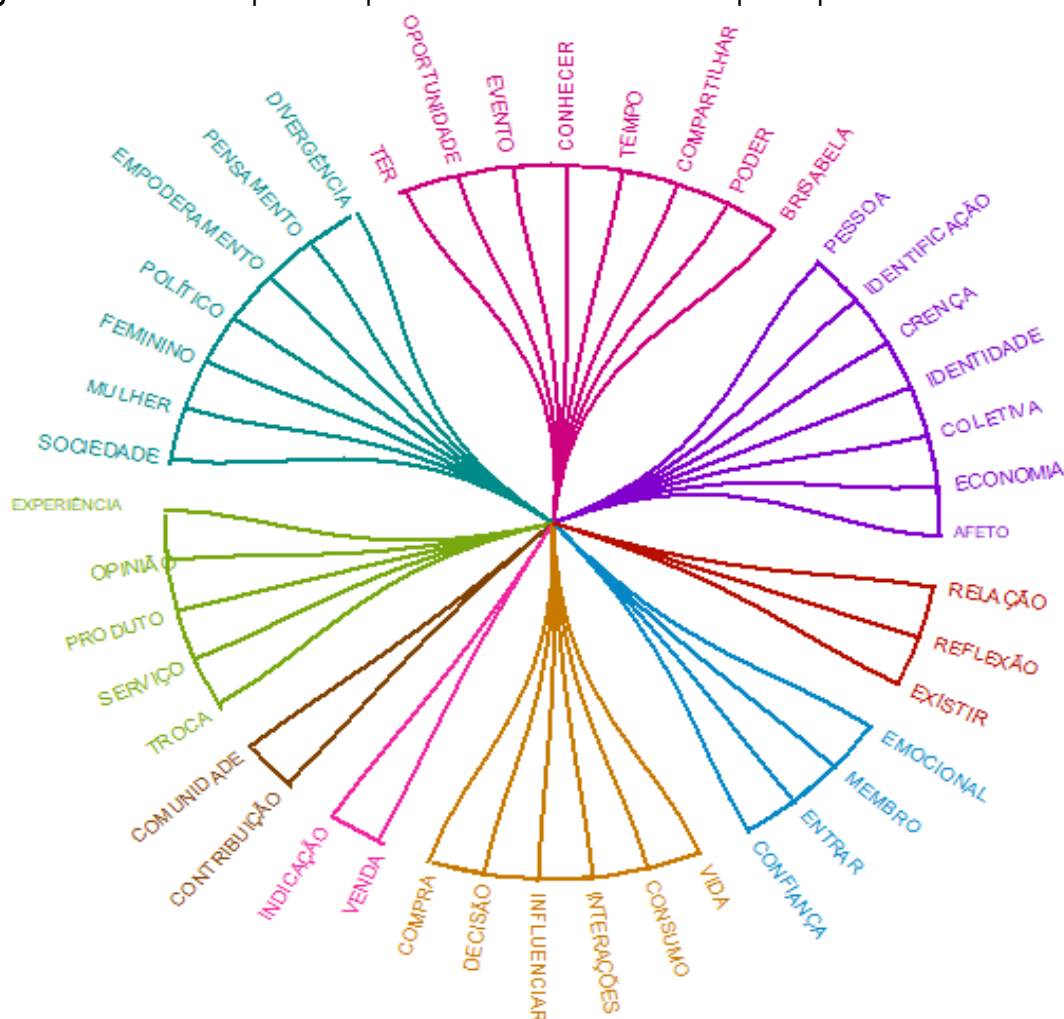 TER
OPORTUNIDADE
EVENTO
CONHECER
TEMPO
COMPARTILHAR
PODER
BRISABELA
PESSOA
IDENTIFICAÇÃO
CRENÇA
IDENTIDADE
COLETIVA
ECONOMIA
AFETO
RELAÇÃO
REFLEXÃO
EXISTIR
EMOCIONAL
MEMBRO
ENTRAR
CONFIANÇA
VIDA
CONSUMO
INTERAÇÕES
INFLUENCIAR
DECISÃO
COMPRA
VENDA
INDICAÇÃO
CONTRIBUIÇÃO
COMUNIDADE
TROCA
SERVIÇO
PRODUTO
OPINIÃO
EXPERIÊNCIA
SOCIEDADE
MULHER
FEMININO
POLÍTICO
EMPODERAMENTO
PENSAMENTO
DIVERGÊNCIA